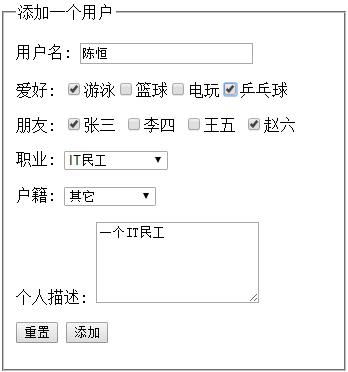 添加一个用户
用户名: 陈恒
爱好: 游泳 篮球 电玩 乒乓球
朋友: 张三 李四 王五 赵六
职业: IT民工
户籍: 其它
一个IT民工
个人描述:
重置 添加